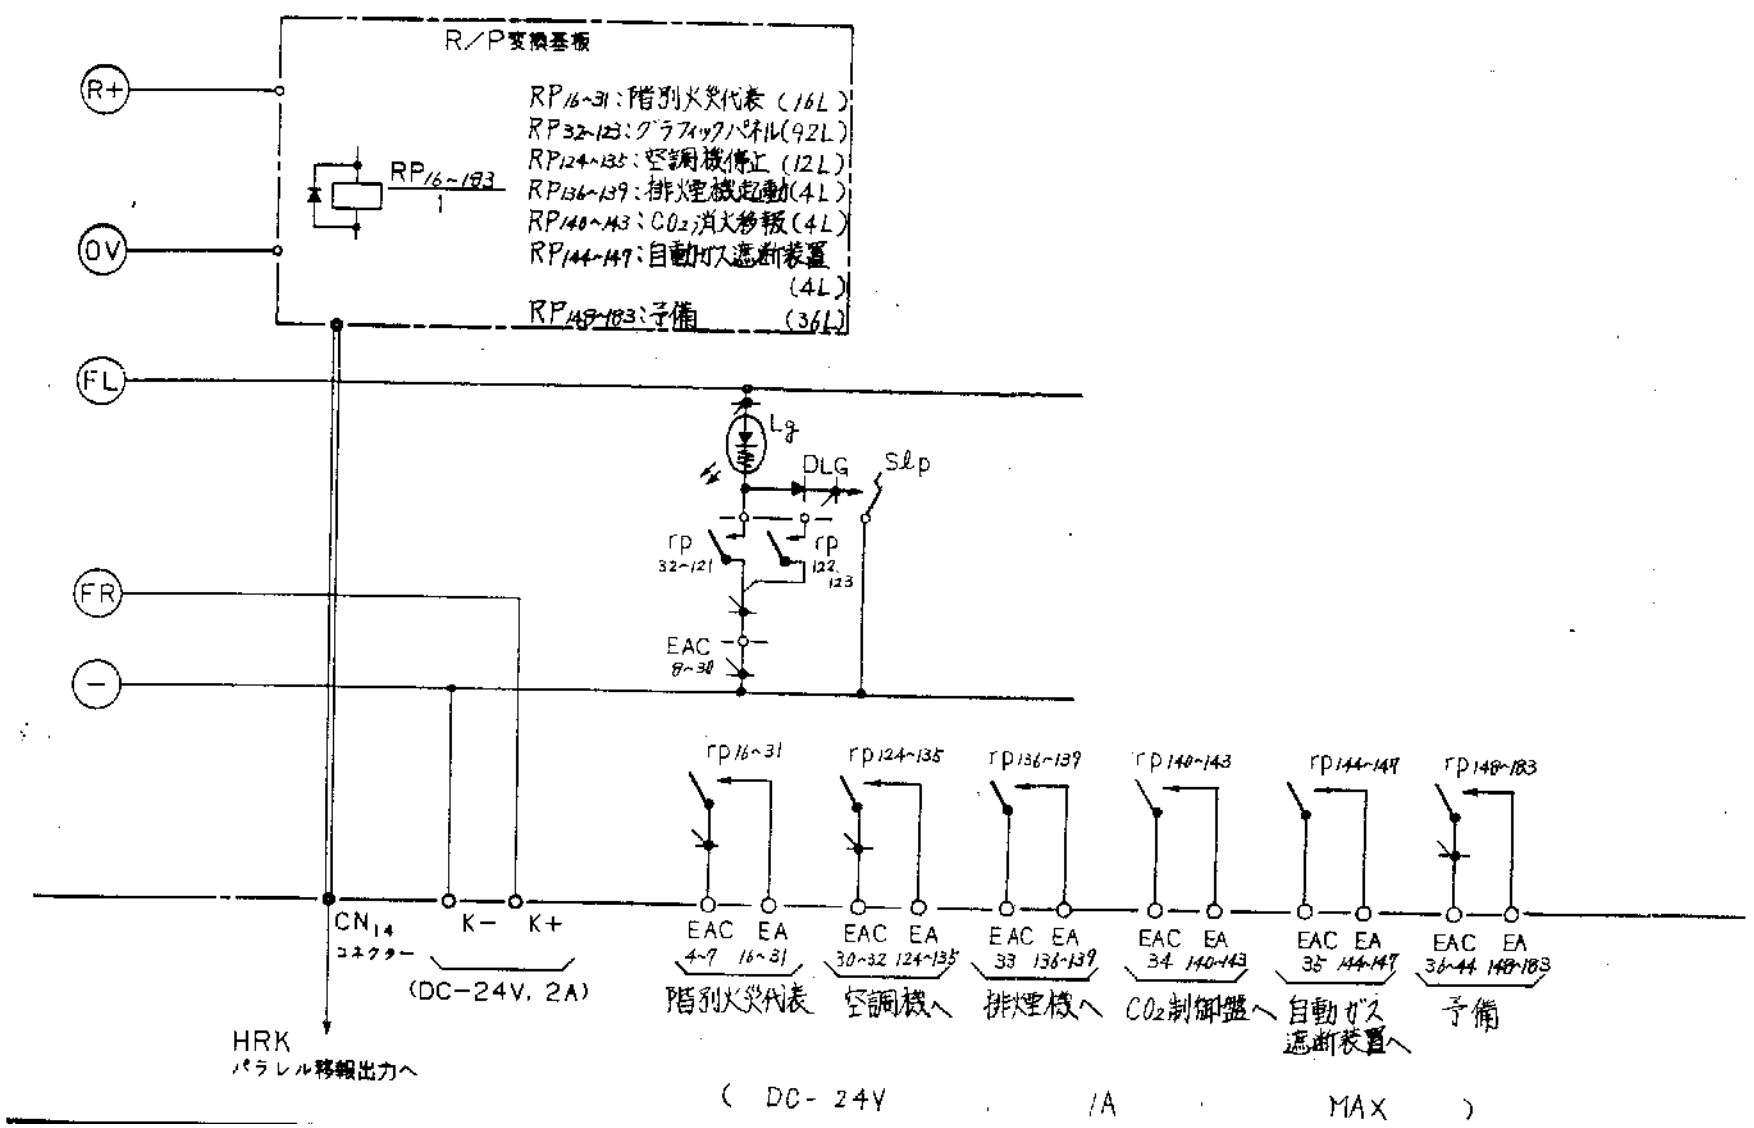 R/P変換基板
R+
RP16~31:階別火災代表(16L)
RP32~123:グラフィックパネル(92L)
RP124~135:空調機停止(12L)
RP16~183
1
RP136~139:排煙機起動(4L)
RP140~143:CO2消火移報(4L)
0V
RP144~147:自動ガス遮断装置
(4L)
RP148~183:予備 (36L)
FL
Lg
DLG
Slp
rp
32~121
rp
122,
123
FR
EAC
8~30
−
rp16~31
rp124~135
rp136~139
rp140~143
rp144~147
rp148~183
CN14
コネクター
K− K+
(DC−24V, 2A)
EAC EA
4~7 16~31
階別火災代表
EAC EA
30~32 124~135
空調機へ
EAC EA
33 136~139
排煙機へ
EAC EA
34 140~143
CO2制御盤へ
EAC EA
35 144~147
自動ガス
遮断装置へ
EAC EA
36~44 148~183
予備
HRK
パラレル移報出力へ
( DC-24V 1A MAX )